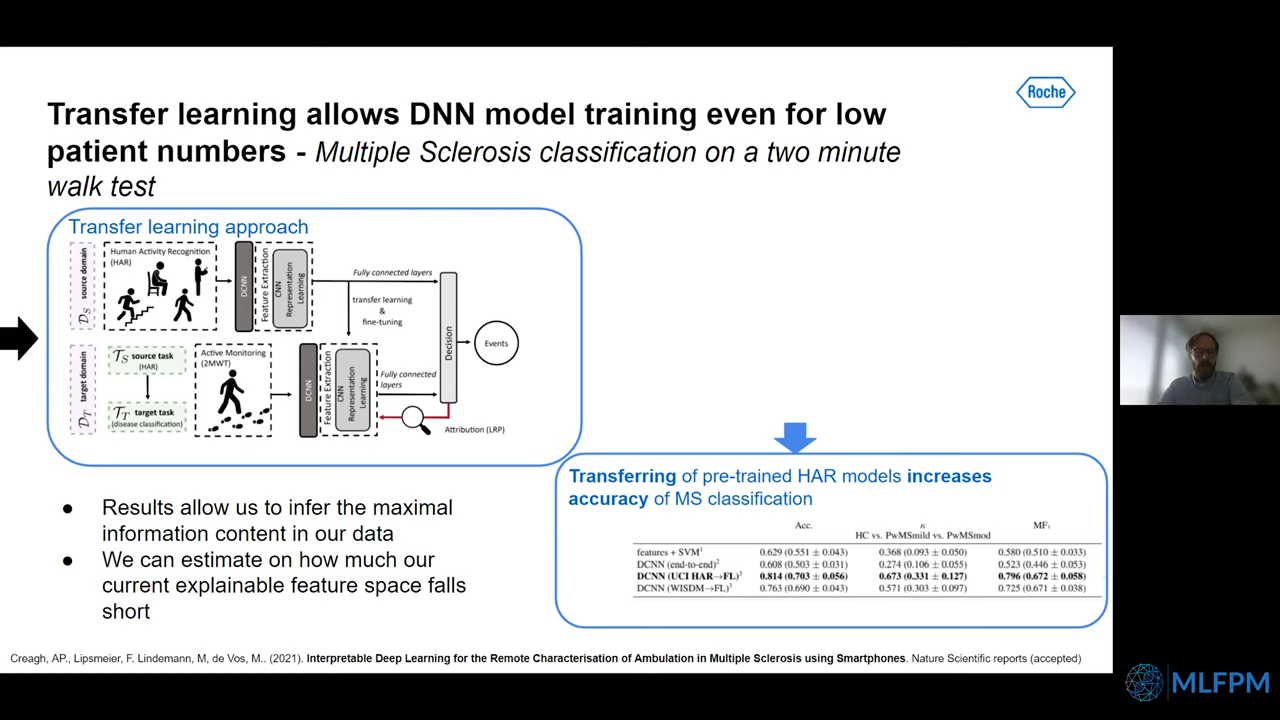 Roche
Transfer learning allows DNN model training even for low
patient numbers - Multiple Sclerosis classification on a two minute
walk test
Transfer learning approach
𝒟S source domain
Human Activity Recognition
(HAR)
DCNN
Feature Extraction
CNN
Representation
Learning
Fully connected layers
transfer learning
&
fine-tuning
Decision
Events
𝒟T target domain
𝒯S source task
(HAR)
𝒯T target task
(disease classification)
Active Monitoring
(2MWT)
DCNN
Feature Extraction
CNN
Representation
Learning
Fully connected
layers
Attribution (LRP)
● Results allow us to infer the maximal
information content in our data
● We can estimate on how much our
current explainable feature space falls
short
Transferring of pre-trained HAR models increases
accuracy of MS classification
Acc. κ MF₁
HC vs. PwMSmild vs. PwMSmod
features + SVM¹ 0.629 (0.551 ± 0.043) 0.368 (0.093 ± 0.050) 0.580 (0.510 ± 0.033)
DCNN (end-to-end)² 0.608 (0.503 ± 0.031) 0.274 (0.106 ± 0.055) 0.523 (0.446 ± 0.053)
DCNN (UCI HAR→FL)³ 0.814 (0.703 ± 0.056) 0.673 (0.331 ± 0.127) 0.796 (0.672 ± 0.058)
DCNN (WISDM→FL)³ 0.763 (0.690 ± 0.043) 0.571 (0.303 ± 0.097) 0.725 (0.671 ± 0.038)
Creagh, AP., Lipsmeier, F. Lindemann, M, de Vos, M.. (2021). Interpretable Deep Learning for the Remote Characterisation of Ambulation in Multiple Sclerosis using Smartphones. Nature Scientific reports (accepted)
MLFPM